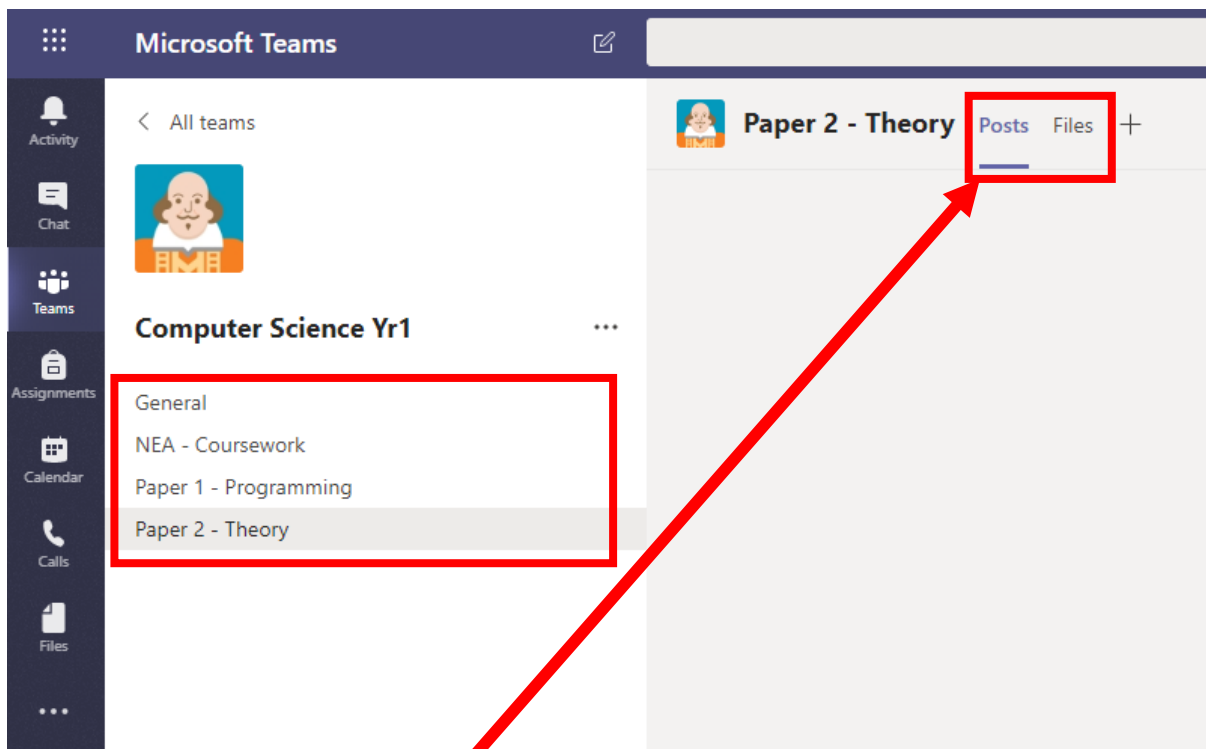 Microsoft Teams
Activity
Chat
Teams
Assignments
Calendar
Calls
Files
All teams
Computer Science Yr1
General
NEA - Coursework
Paper 1 - Programming
Paper 2 - Theory
Paper 2 - Theory Posts Files